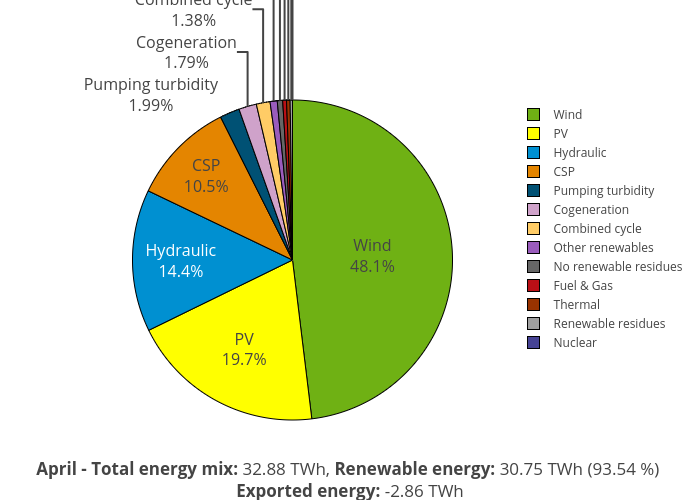 Combined cycle
1.38%
Cogeneration
1.79%
Pumping turbidity
1.99%
CSP
10.5%
Hydraulic
14.4%
PV
19.7%
Wind
48.1%
Wind
PV
Hydraulic
CSP
Pumping turbidity
Cogeneration
Combined cycle
Other renewables
No renewable residues
Fuel & Gas
Thermal
Renewable residues
Nuclear
April - Total energy mix: 32.88 TWh, Renewable energy: 30.75 TWh (93.54 %)
Exported energy: -2.86 TWh